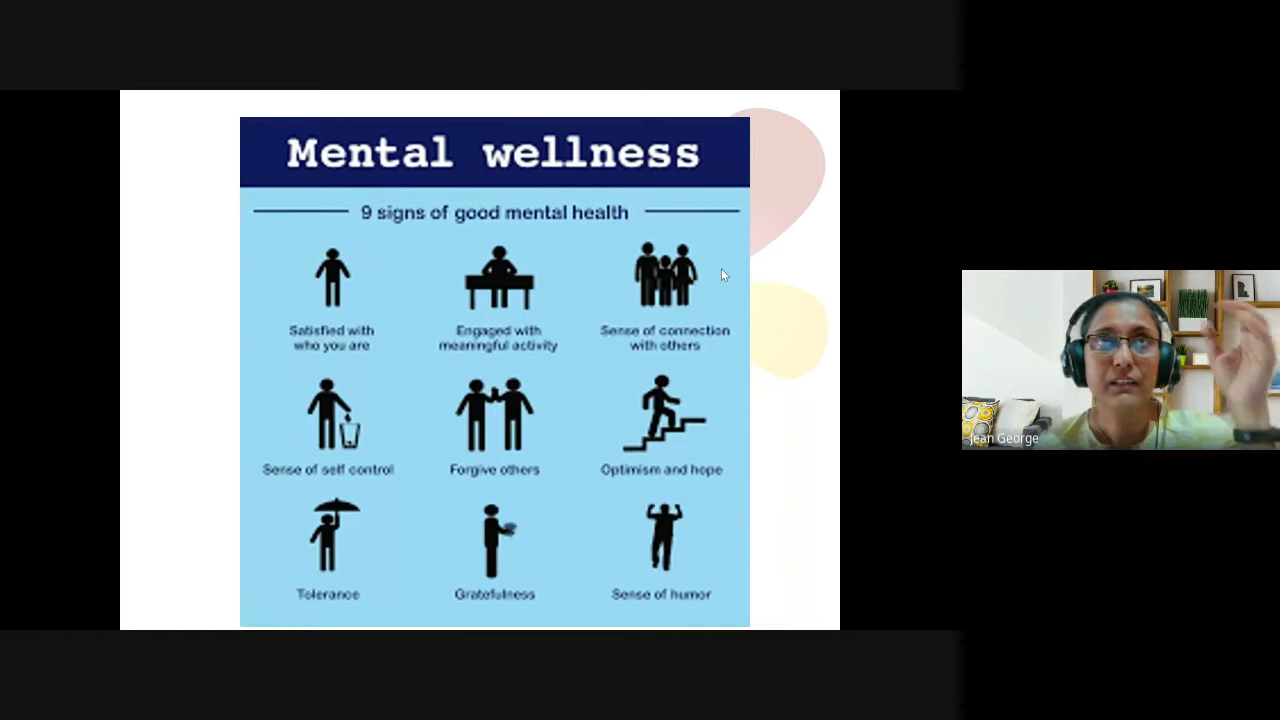 Mental wellness
9 signs of good mental health
Satisfied with
who you are
Engaged with
meaningful activity
Sense of connection
with others
Sense of self control
Forgive others
Optimism and hope
Tolerance
Gratefulness
Sense of humor
Jean George